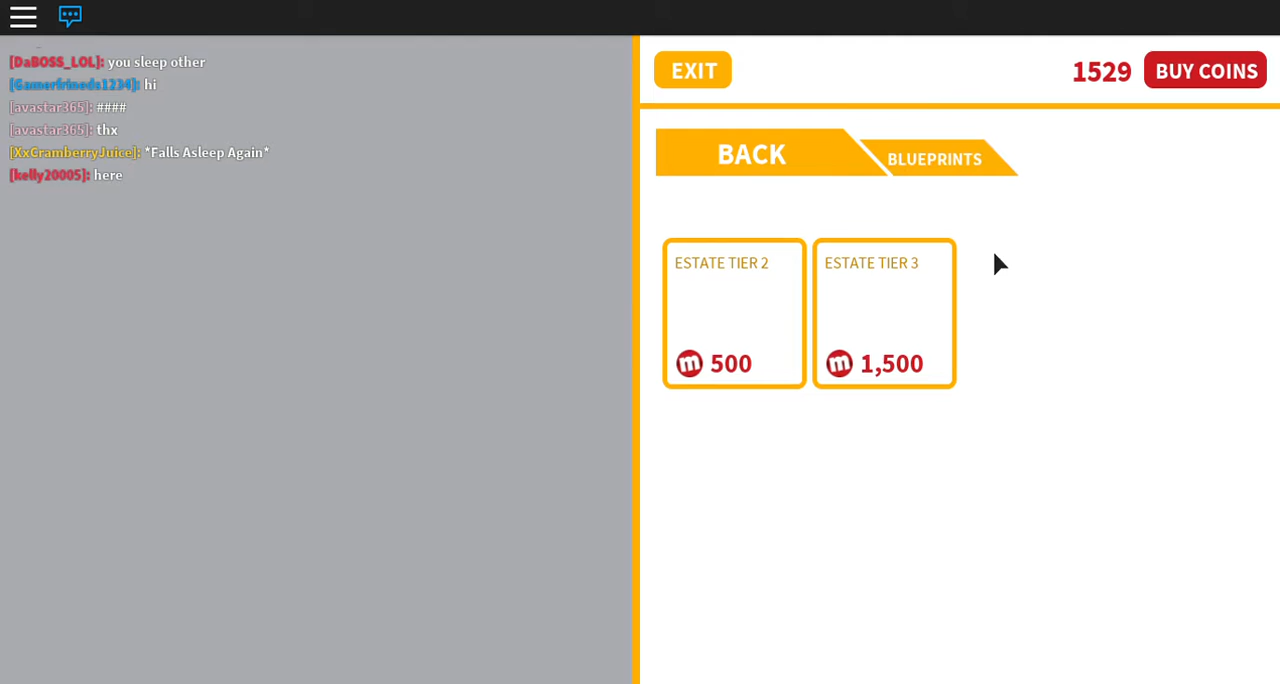 [DaBOSS_LOL]: you sleep other
[Gamerfrineds1234]: hi
[avastar365]: ####
[avastar365]: thx
[XxCramberryJuice]: *Falls Asleep Again*
[kelly20005]: here
EXIT
1529
BUY COINS
BACK
BLUEPRINTS
ESTATE TIER 2
m 500
ESTATE TIER 3
m 1,500